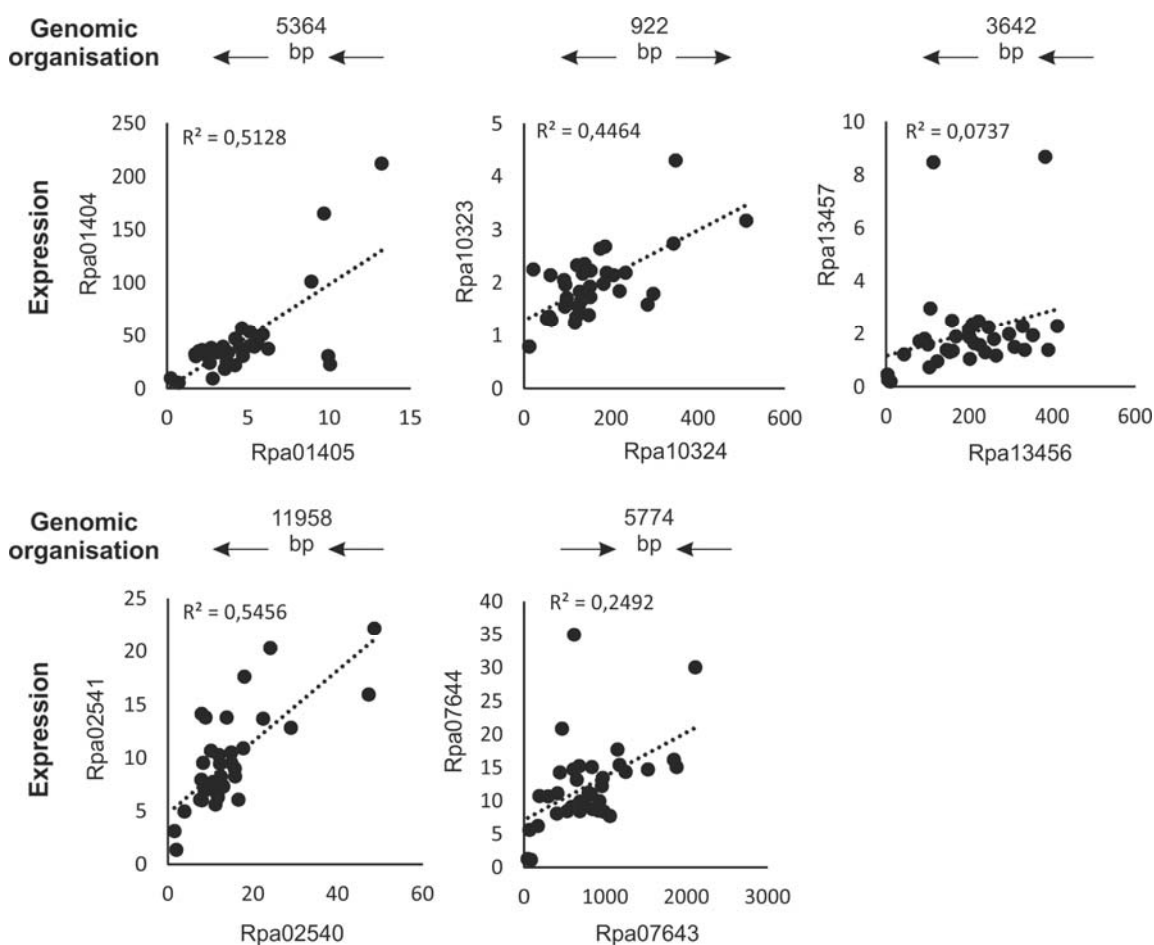 Genomic organisation
5364 bp
922 bp
3642 bp
Expression
Rpa01404
R² = 0,5128
250
200
150
100
50
0
0 5 10 15
Rpa01405
Rpa10323
R² = 0,4464
5
4
3
2
1
0
0 200 400 600
Rpa10324
Rpa13457
R² = 0,0737
10
8
6
4
2
0
0 200 400 600
Rpa13456
Genomic organisation
11958 bp
5774 bp
Expression
Rpa02541
R² = 0,5456
25
20
15
10
5
0
0 20 40 60
Rpa02540
Rpa07644
R² = 0,2492
40
35
30
25
20
15
10
5
0
0 1000 2000 3000
Rpa07643